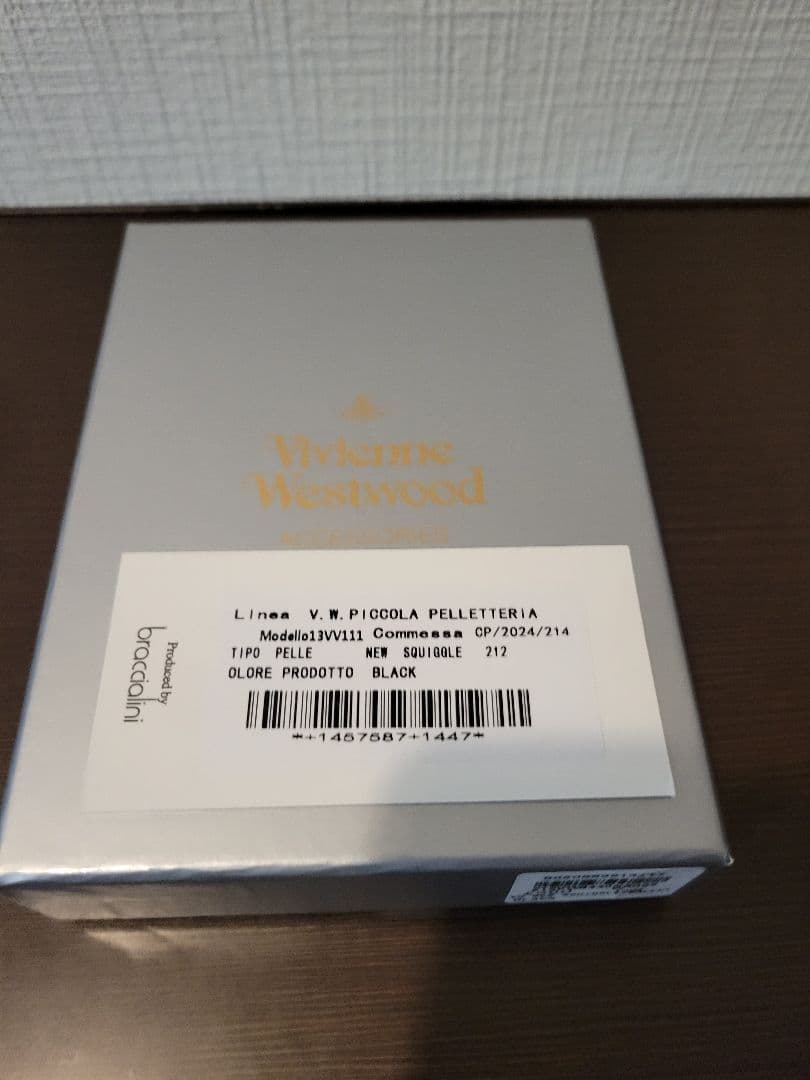 Vivienne
Westwood
ACCESSORIES
Linea V.W.PICCOLA PELLETTERIA
Modello13VV111 Commessa CP/2024/214
TIPO PELLE NEW SQUIGGLE 212
OLORE PRODOTTO BLACK
*+1457587+1447*
Produced by
braccialini